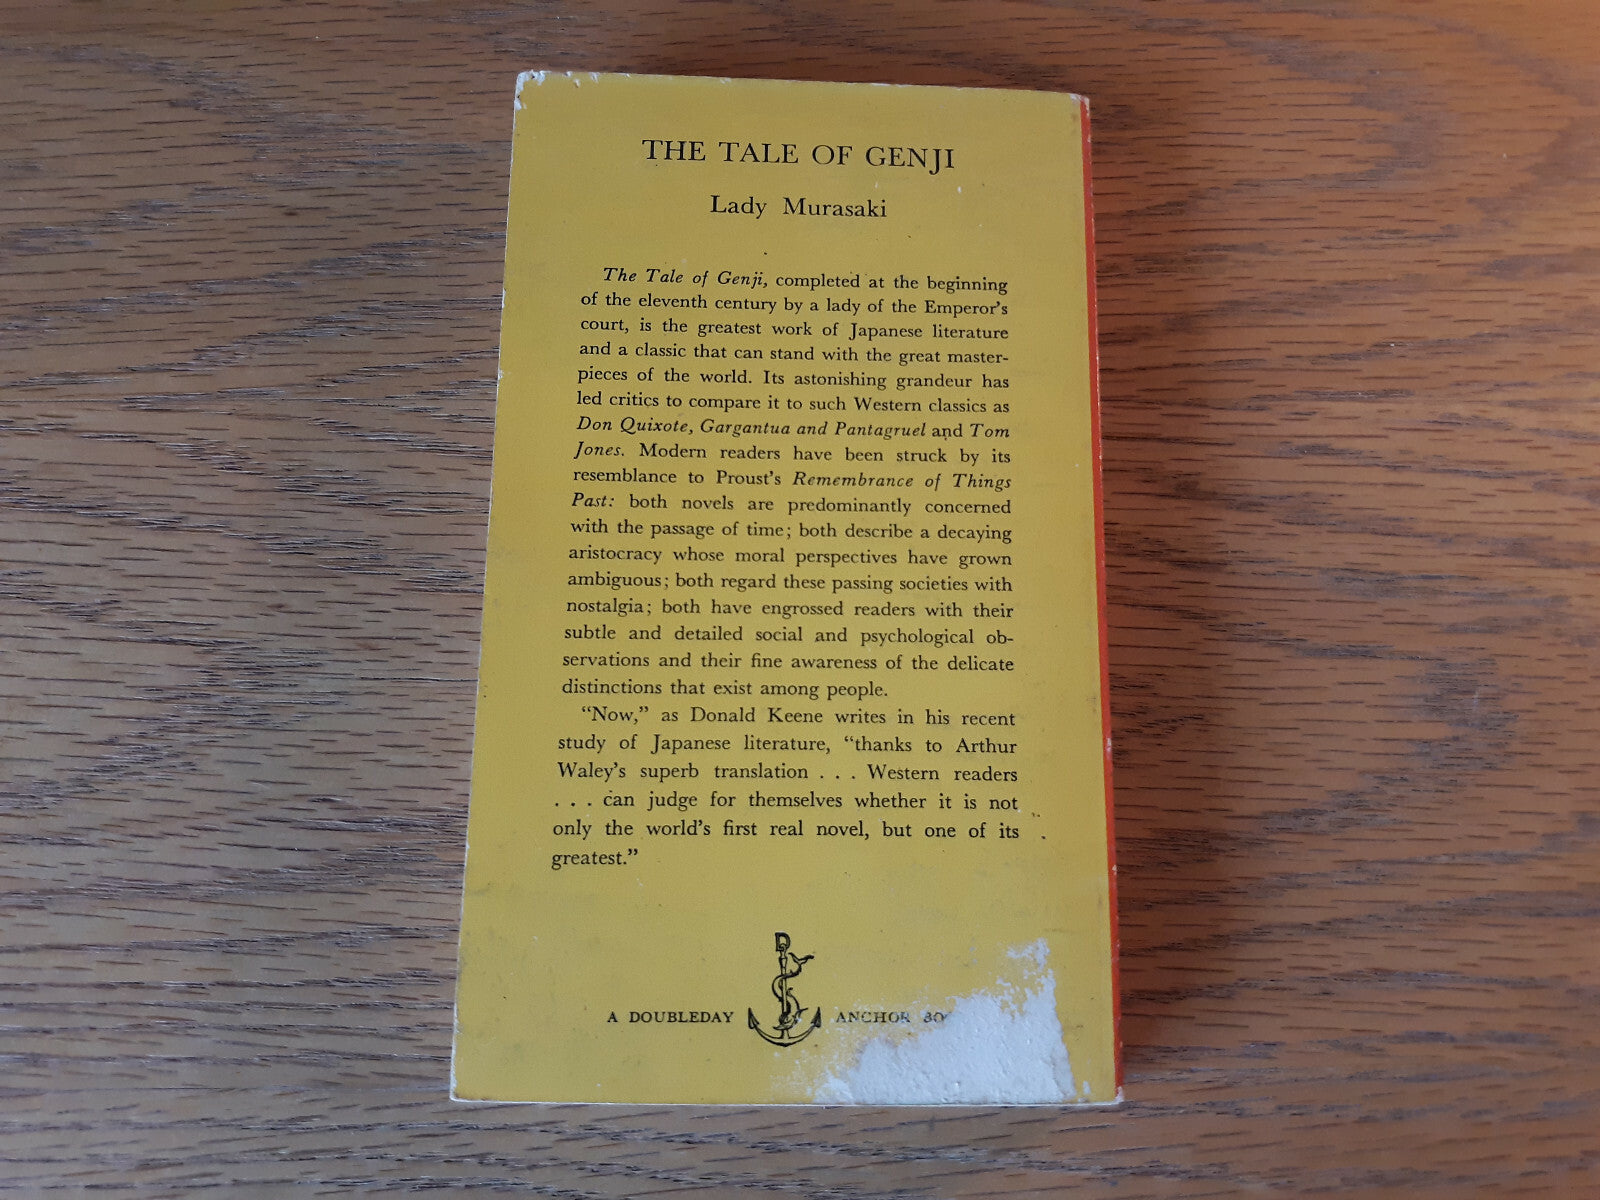 THE TALE OF GENJI
Lady Murasaki
The Tale of Genji, completed at the beginning
of the eleventh century by a lady of the Emperor's
court, is the greatest work of Japanese literature
and a classic that can stand with the great master-
pieces of the world. Its astonishing grandeur has
led critics to compare it to such Western classics as
Don Quixote, Gargantua and Pantagruel and Tom
Jones. Modern readers have been struck by its
resemblance to Proust's Remembrance of Things
Past: both novels are predominantly concerned
with the passage of time; both describe a decaying
aristocracy whose moral perspectives have grown
ambiguous; both regard these passing societies with
nostalgia; both have engrossed readers with their
subtle and detailed social and psychological ob-
servations and their fine awareness of the delicate
distinctions that exist among people.
"Now," as Donald Keene writes in his recent
study of Japanese literature, "thanks to Arthur
Waley's superb translation . . . Western readers
. . . can judge for themselves whether it is not
only the world's first real novel, but one of its
greatest."
D
A DOUBLEDAY ANCHOR